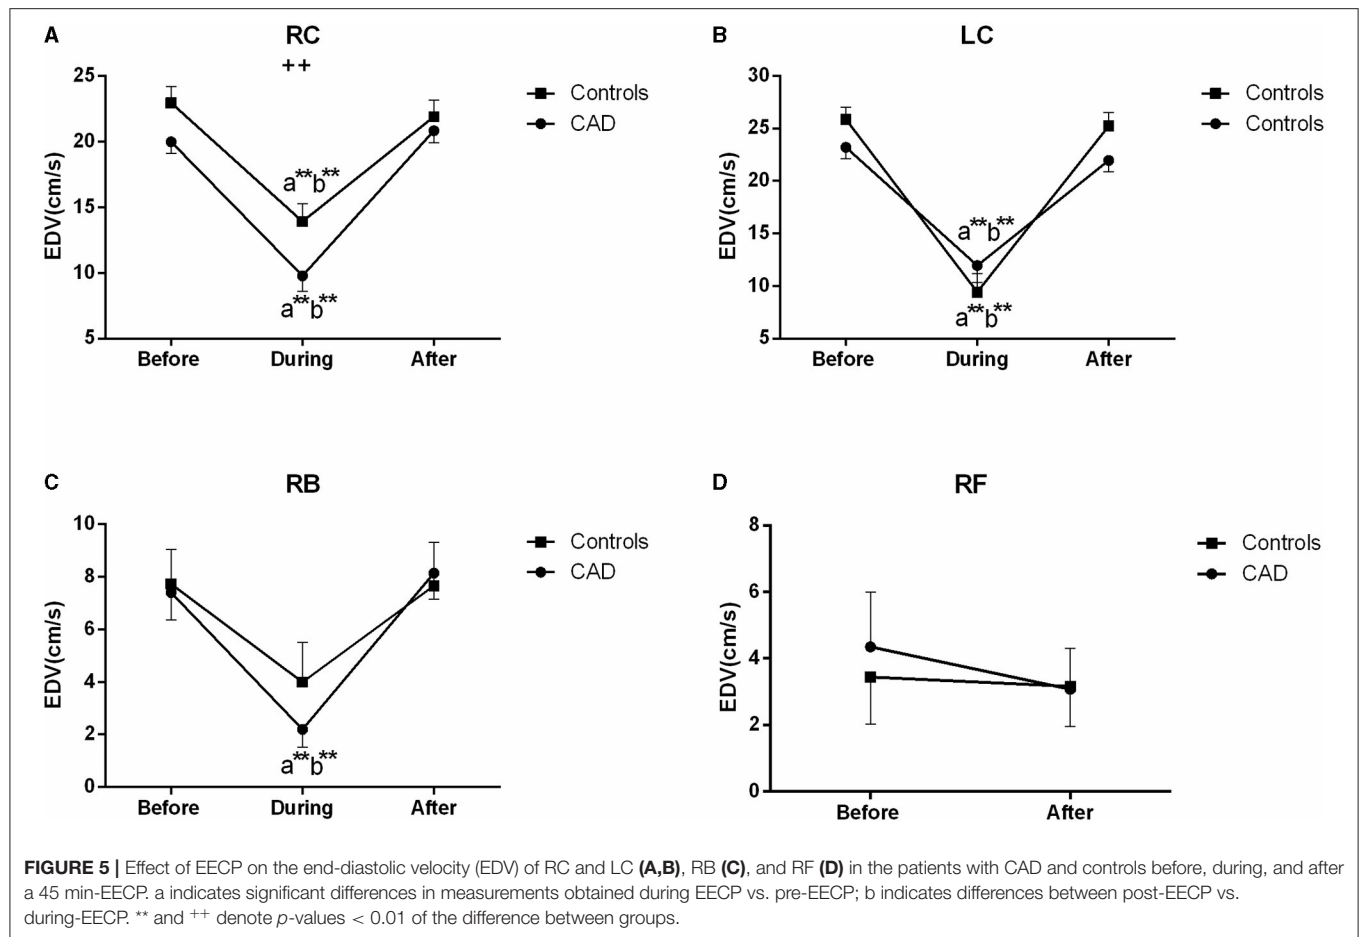 A
RC
++
25
20
15
10
5
EDV(cm/s)
a**b**
a**b**
Before
During
After
Controls
CAD
B
LC
30
25
20
15
10
5
EDV(cm/s)
a**b**
a**b**
Before
During
After
Controls
Controls
C
RB
10
8
6
4
2
0
EDV(cm/s)
a**b**
Before
During
After
Controls
CAD
D
RF
8
6
4
2
0
EDV(cm/s)
Before
After
Controls
CAD
FIGURE 5 | Effect of EECP on the end-diastolic velocity (EDV) of RC and LC (A,B), RB (C), and RF (D) in the patients with CAD and controls before, during, and after
a 45 min-EECP. a indicates significant differences in measurements obtained during EECP vs. pre-EECP; b indicates differences between post-EECP vs.
during-EECP. ** and ++ denote p-values < 0.01 of the difference between groups.